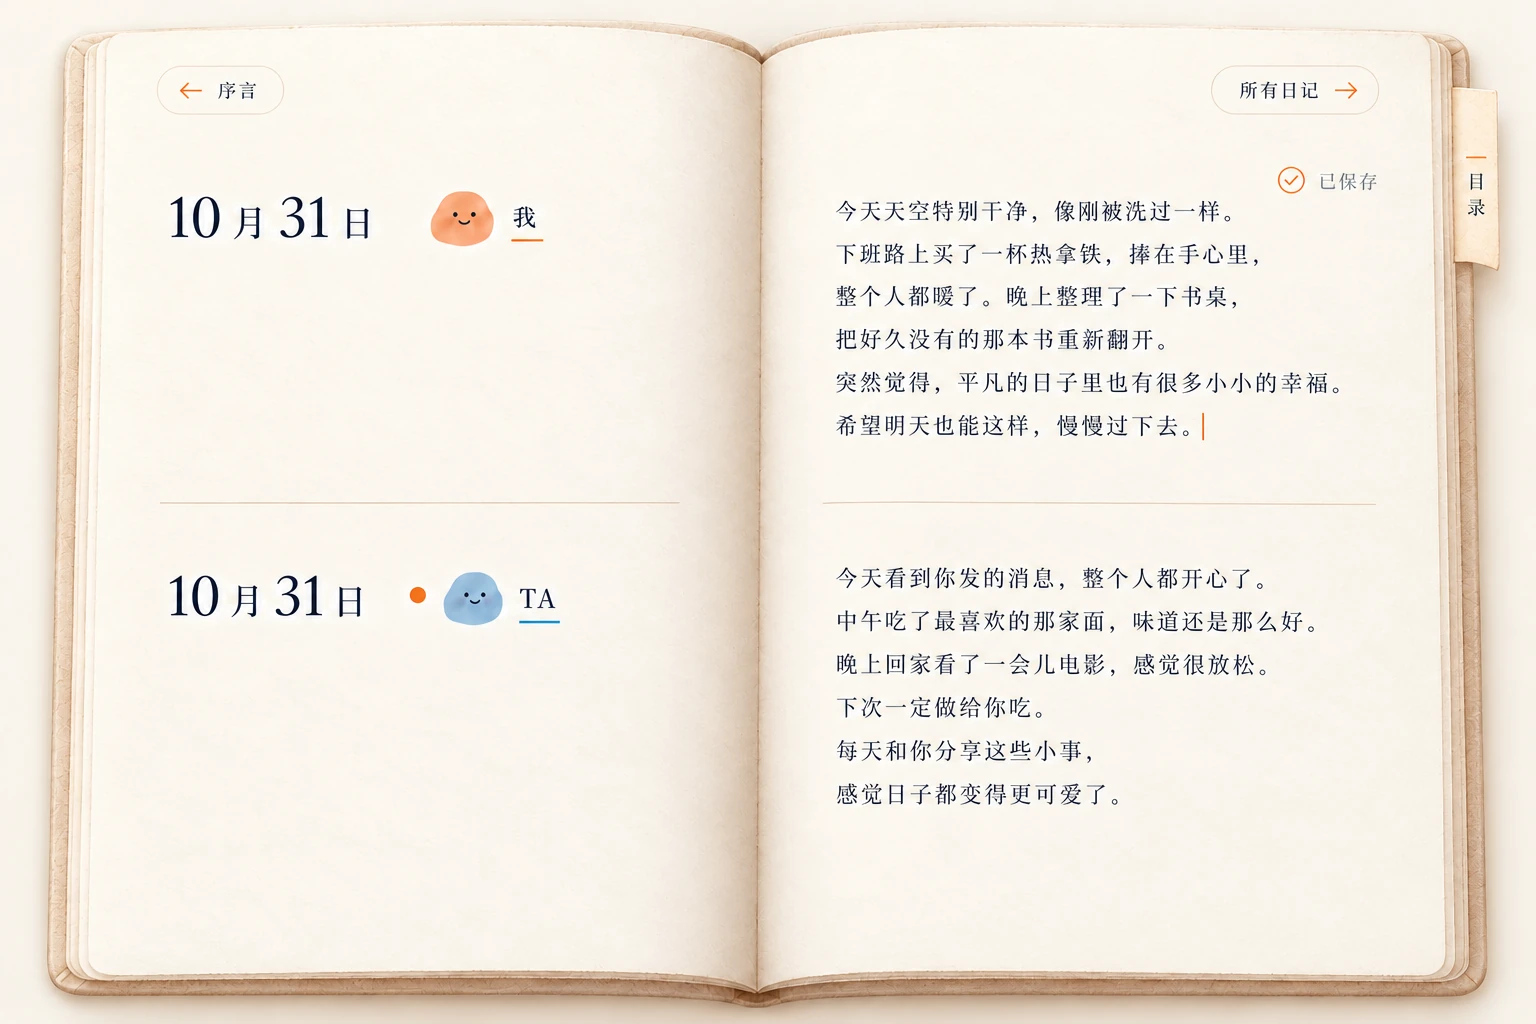 序言
所有日记
目录
已保存
10月31日
我
今天天空特别干净，像刚被洗过一样。
下班路上买了一杯热拿铁，捧在手心里，
整个人都暖了。晚上整理了一下书桌，
把好久没有的那本书重新翻开。
突然觉得，平凡的日子里也有很多小小的幸福。
希望明天也能这样，慢慢过下去。
10月31日
TA
今天看到你发的消息，整个人都开心了。
中午吃了最喜欢的那家面，味道还是那么好。
晚上回家看了一会儿电影，感觉很放松。
下次一定做给你吃。
每天和你分享这些小事，
感觉日子都变得更可爱了。